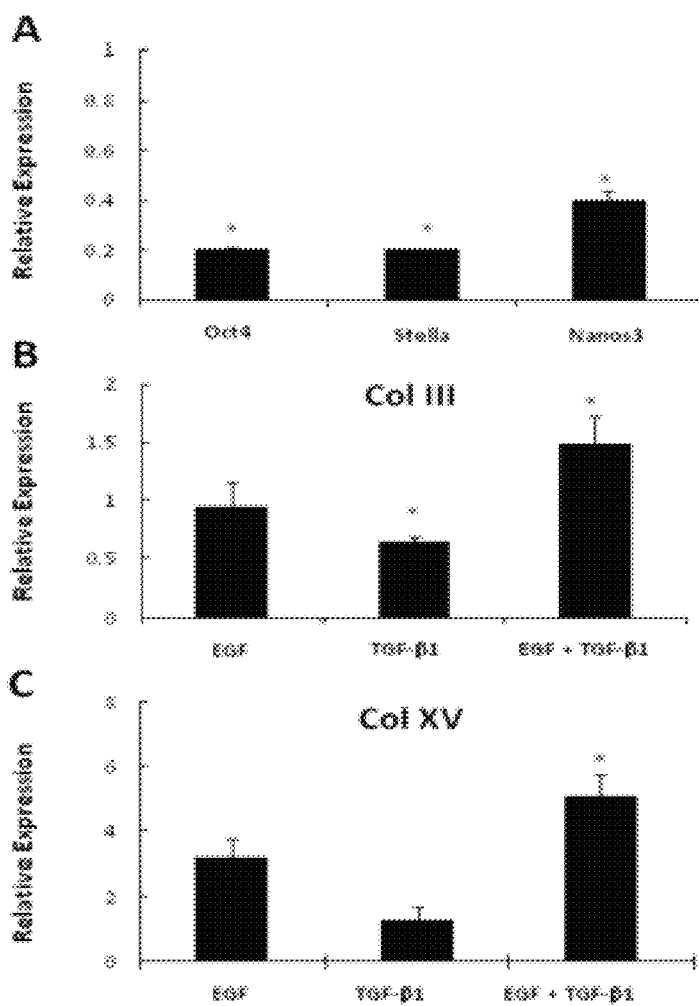 A
Relative Expression
1
0.8
0.6
0.4
0.2
0
*
*
*
Oct4
Stella
Nanos3
B
Relative Expression
Col III
2
1.5
1
0.5
0
*
*
EGF
TGF-β1
EGF + TGF-β1
C
Relative Expression
Col XV
8
6
4
2
0
*
EGF
TGF-β1
EGF + TGF-β1